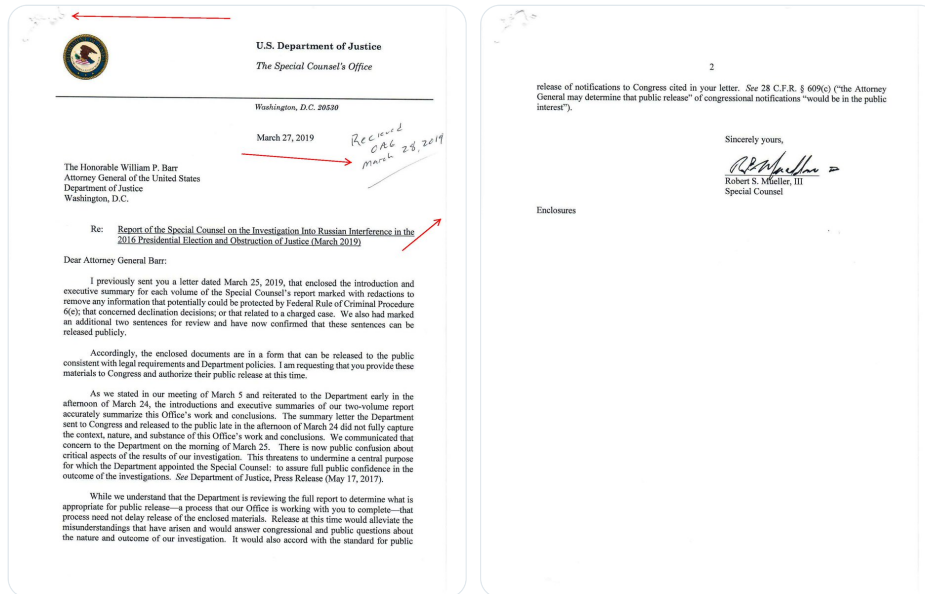 U.S. Department of Justice
The Special Counsel's Office
Washington, D.C. 20530
March 27, 2019
Recieved
OAG
March 28, 2019
The Honorable William P. Barr
Attorney General of the United States
Department of Justice
Washington, D.C.
Re: Report of the Special Counsel on the Investigation Into Russian Interference in the
2016 Presidential Election and Obstruction of Justice (March 2019)
Dear Attorney General Barr:
I previously sent you a letter dated March 25, 2019, that enclosed the introduction and
executive summary for each volume of the Special Counsel's report marked with redactions to
remove any information that potentially could be protected by Federal Rule of Criminal Procedure
6(e); that concerned declination decisions; or that related to a charged case. We also had marked
an additional two sentences for review and have now confirmed that these sentences can be
released publicly.
Accordingly, the enclosed documents are in a form that can be released to the public
consistent with legal requirements and Department policies. I am requesting that you provide these
materials to Congress and authorize their public release at this time.
As we stated in our meeting of March 5 and reiterated to the Department early in the
afternoon of March 24, the introductions and executive summaries of our two-volume report
accurately summarize this Office's work and conclusions. The summary letter the Department
sent to Congress and released to the public late in the afternoon of March 24 did not fully capture
the context, nature, and substance of this Office's work and conclusions. We communicated that
concern to the Department on the morning of March 25. There is now public confusion about
critical aspects of the results of our investigation. This threatens to undermine a central purpose
for which the Department appointed the Special Counsel: to assure full public confidence in the
outcome of the investigations. See Department of Justice, Press Release (May 17, 2017).
While we understand that the Department is reviewing the full report to determine what is
appropriate for public release—a process that our Office is working with you to complete—that
process need not delay release of the enclosed materials. Release at this time would alleviate the
misunderstandings that have arisen and would answer congressional and public questions about
the nature and outcome of our investigation. It would also accord with the standard for public
2
release of notifications to Congress cited in your letter. See 28 C.F.R. § 609(c) ("the Attorney
General may determine that public release" of congressional notifications "would be in the public
interest").
Sincerely yours,
Robert S. Mueller, III
Special Counsel
Enclosures